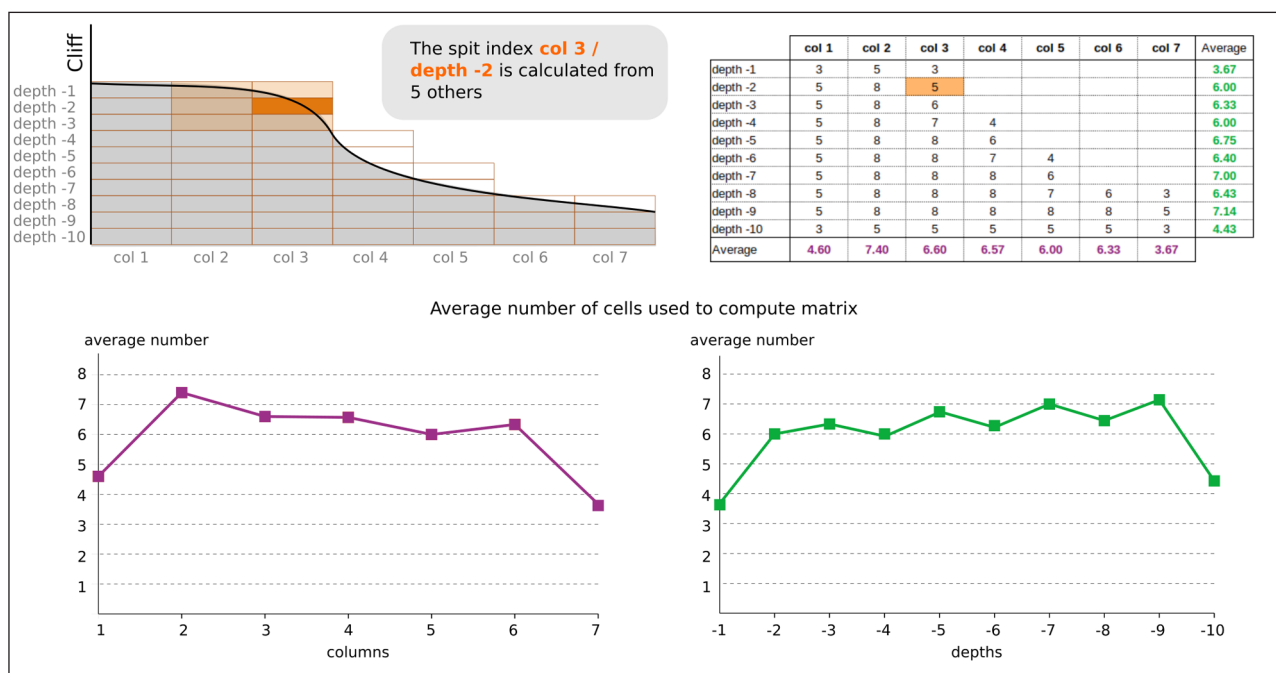 Cliff
The spit index col 3 /
depth -2 is calculated from
5 others
depth -1
depth -2
depth -3
depth -4
depth -5
depth -6
depth -7
depth -8
depth -9
depth -10
col 1 col 2 col 3 col 4 col 5 col 6 col 7
col 1 col 2 col 3 col 4 col 5 col 6 col 7 Average
depth -1 3 5 3 3.67
depth -2 5 8 5 6.00
depth -3 5 8 6 6.33
depth -4 5 8 7 4 6.00
depth -5 5 8 8 6 6.75
depth -6 5 8 8 7 4 6.40
depth -7 5 8 8 8 6 7.00
depth -8 5 8 8 8 7 6 3 6.43
depth -9 5 8 8 8 8 8 5 7.14
depth -10 3 5 5 5 5 5 3 4.43
Average 4.60 7.40 6.60 6.57 6.00 6.33 3.67
Average number of cells used to compute matrix
average number
8
7
6
5
4
3
2
1
1 2 3 4 5 6 7
columns
average number
8
7
6
5
4
3
2
1
-1 -2 -3 -4 -5 -6 -7 -8 -9 -10
depths